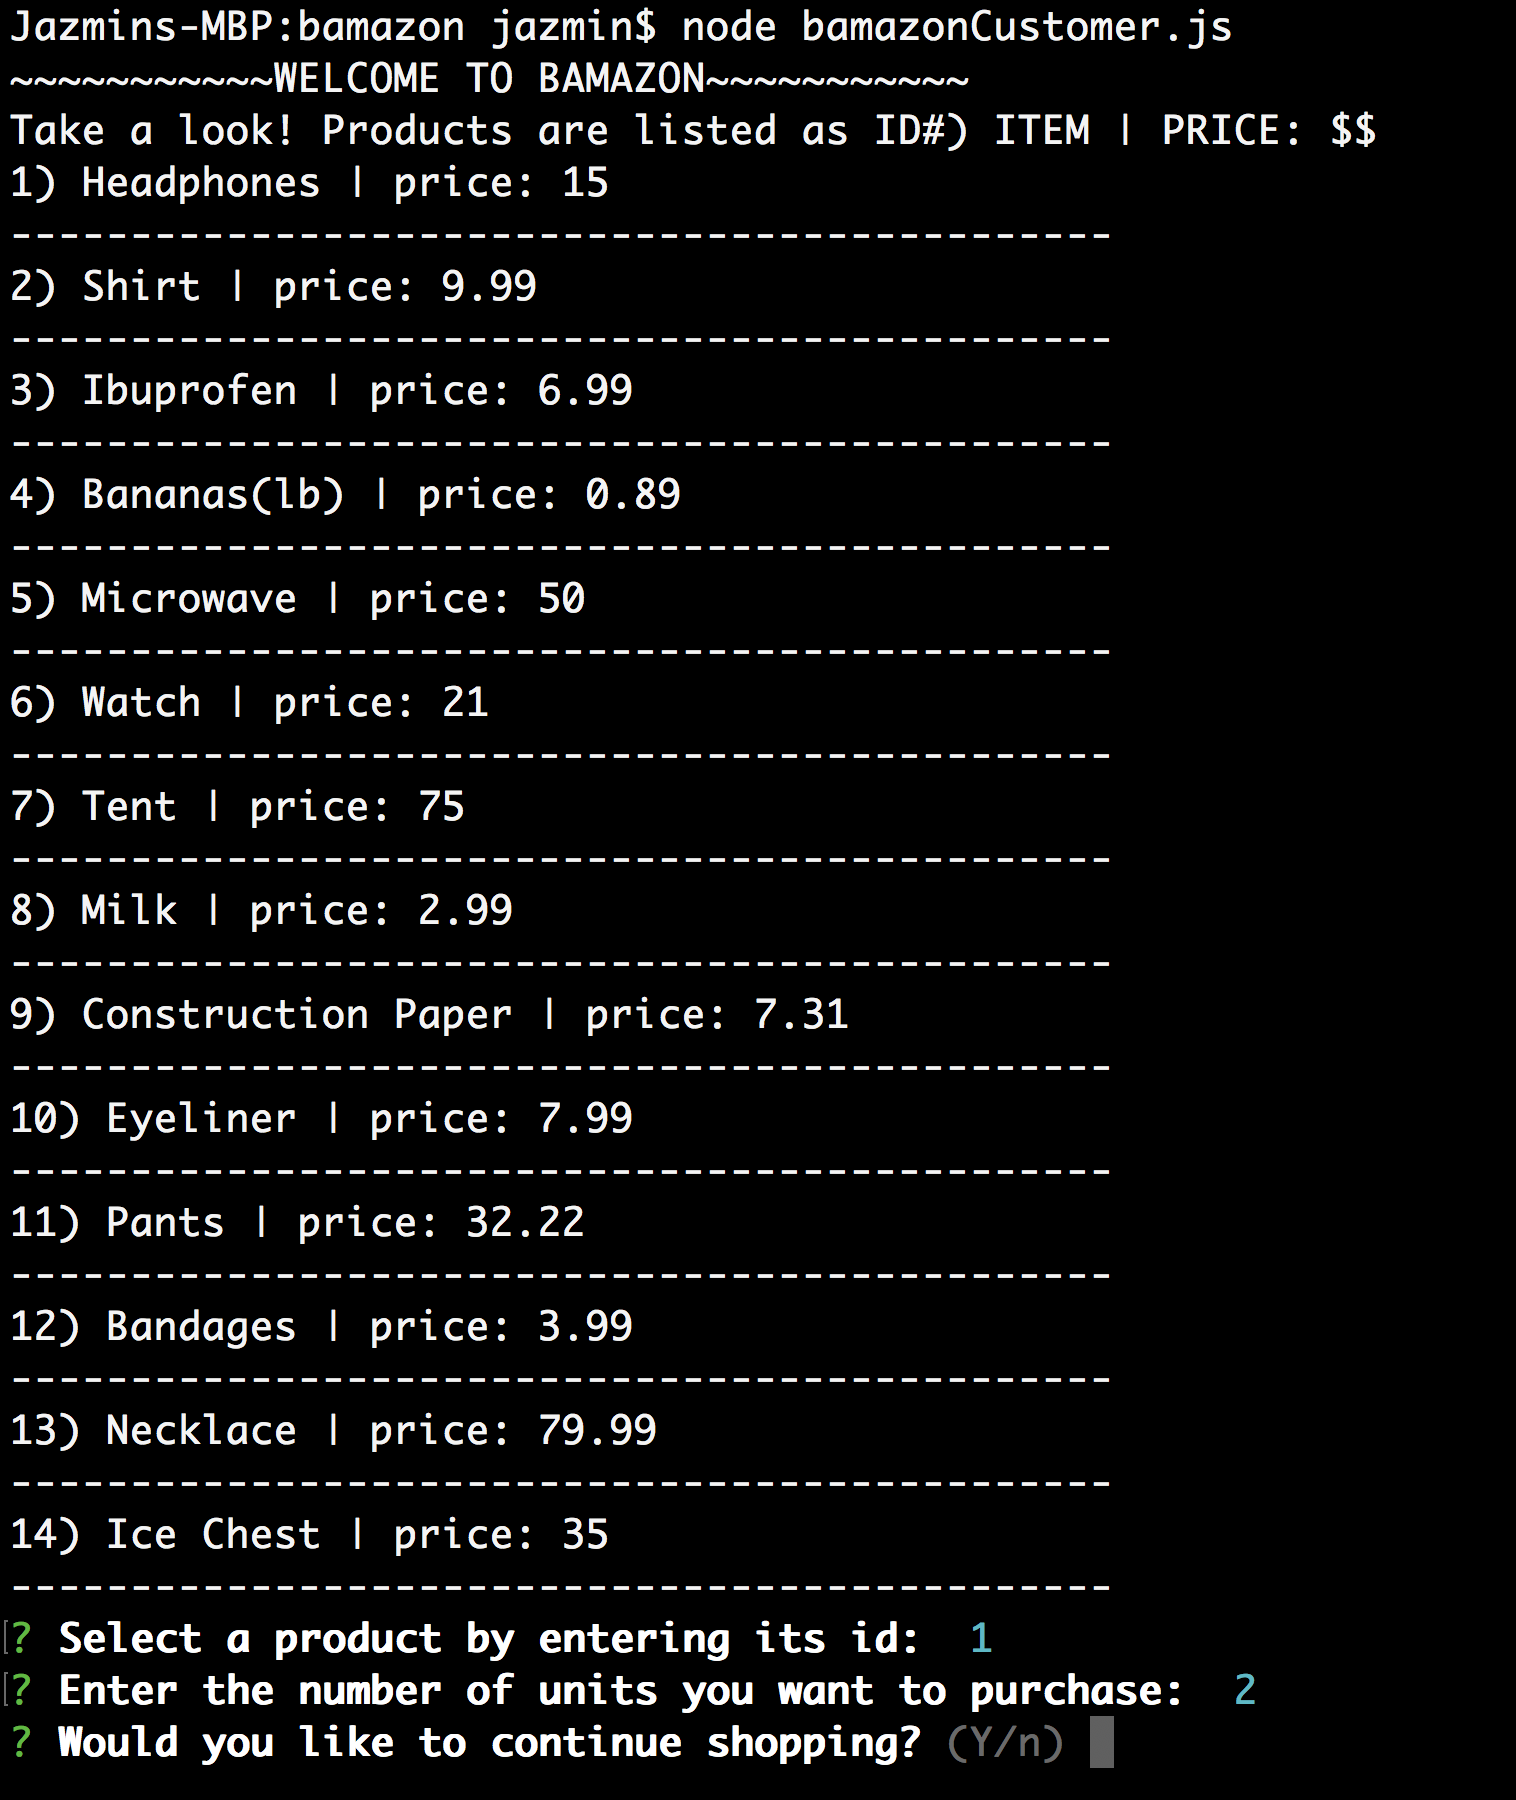 Jazmins-MBP:bamazon jazmin$ node bamazonCustomer.js
~~~~~~~~~~~WELCOME TO BAMAZON~~~~~~~~~~~
Take a look! Products are listed as ID#) ITEM | PRICE: $$
1) Headphones | price: 15
----------------------------------------------
2) Shirt | price: 9.99
----------------------------------------------
3) Ibuprofen | price: 6.99
----------------------------------------------
4) Bananas(lb) | price: 0.89
----------------------------------------------
5) Microwave | price: 50
----------------------------------------------
6) Watch | price: 21
----------------------------------------------
7) Tent | price: 75
----------------------------------------------
8) Milk | price: 2.99
----------------------------------------------
9) Construction Paper | price: 7.31
----------------------------------------------
10) Eyeliner | price: 7.99
----------------------------------------------
11) Pants | price: 32.22
----------------------------------------------
12) Bandages | price: 3.99
----------------------------------------------
13) Necklace | price: 79.99
----------------------------------------------
14) Ice Chest | price: 35
----------------------------------------------
[? Select a product by entering its id:  1
[? Enter the number of units you want to purchase:  2
? Would you like to continue shopping? (Y/n)